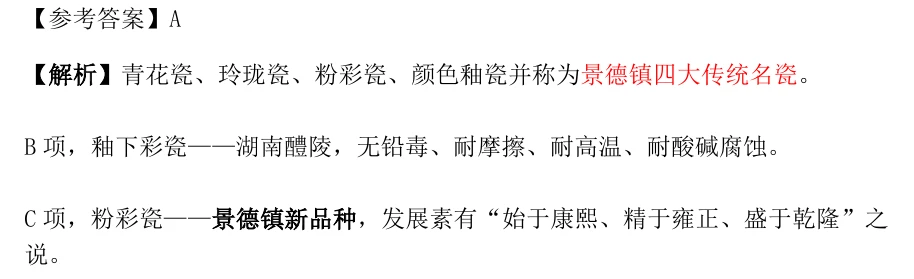 【参考答案】A
【解析】青花瓷、玲珑瓷、粉彩瓷、颜色釉瓷并称为景德镇四大传统名瓷。
B 项，釉下彩瓷——湖南醴陵，无铅毒、耐摩擦、耐高温、耐酸碱腐蚀。
C 项，粉彩瓷——景德镇新品种，发展素有“始于康熙、精于雍正、盛于乾隆”之
说。